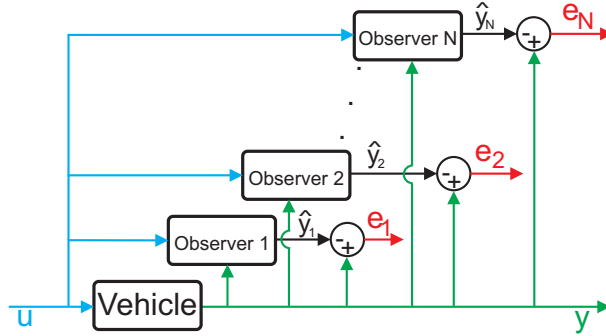 Observer N ŷN - + eN
Observer 2 ŷ2 - + e2
Observer 1 ŷ1 - + e1
Vehicle
u y